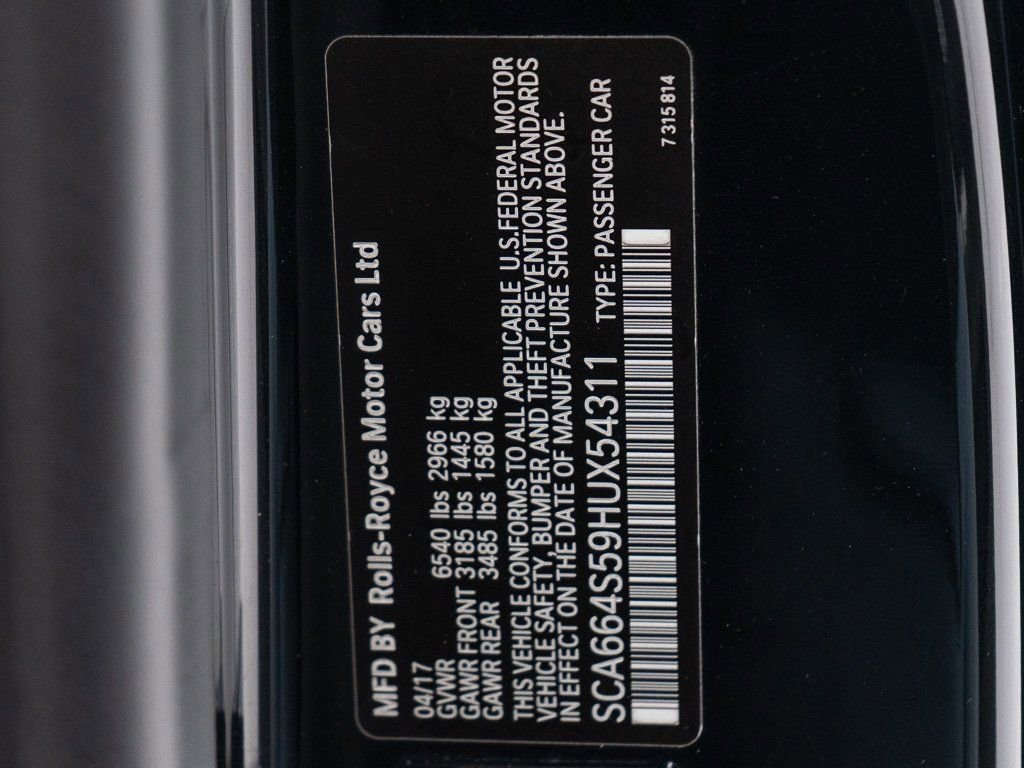 MFD BY Rolls-Royce Motor Cars Ltd
04/17
GVWR 6540 lbs 2966 kg
GAWR FRONT 3185 lbs 1445 kg
GAWR REAR 3485 lbs 1580 kg
THIS VEHICLE CONFORMS TO ALL APPLICABLE U.S.FEDERAL MOTOR
VEHICLE SAFETY, BUMPER AND THEFT PREVENTION STANDARDS
IN EFFECT ON THE DATE OF MANUFACTURE SHOWN ABOVE.
SCA664S59HUX54311 TYPE: PASSENGER CAR
7315814